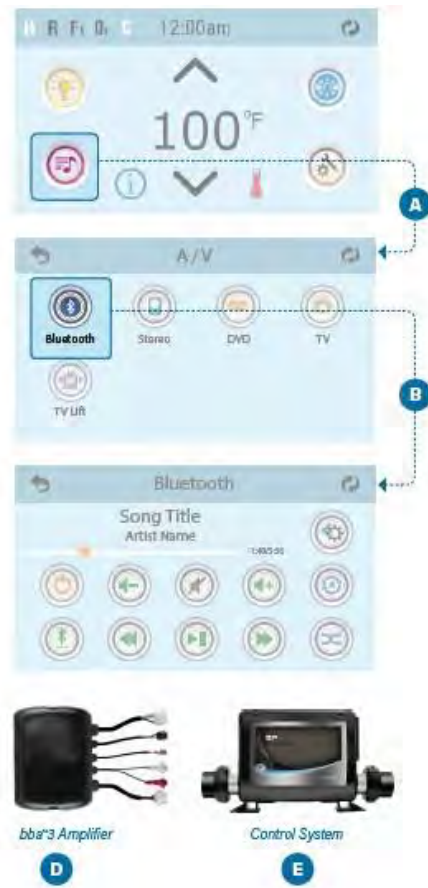 R
12:00am
100°F
A
A/V
Bluetooth
Stereo
DVD
TV
B
TV Lift
Bluetooth
Song Title
Artist Name
bba™3 Amplifier
Control System
D
E